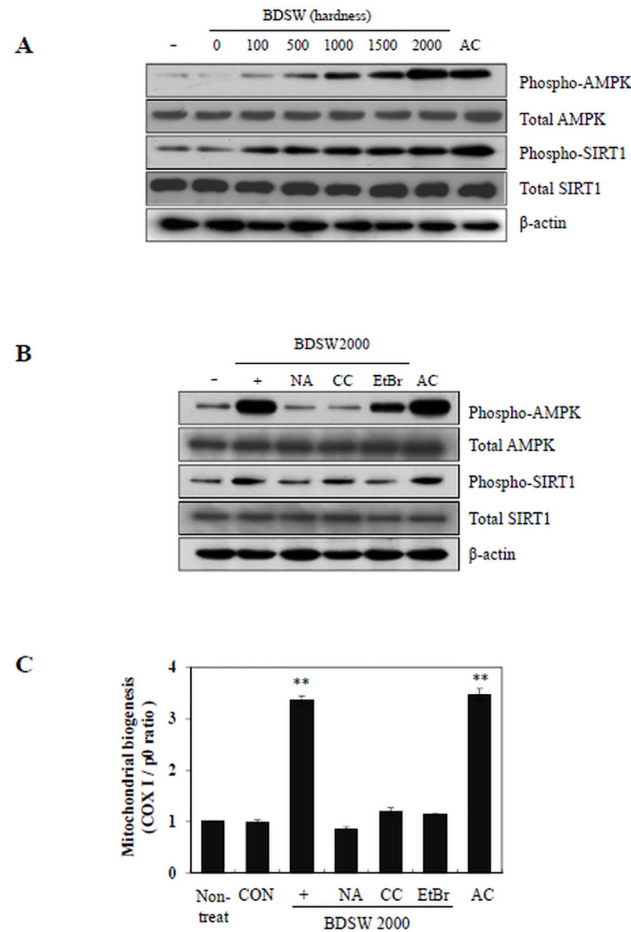 A
BDSW (hardness)
– 0 100 500 1000 1500 2000 AC
Phospho-AMPK
Total AMPK
Phospho-SIRT1
Total SIRT1
β-actin
B
BDSW2000
– + NA CC EtBr AC
Phospho-AMPK
Total AMPK
Phospho-SIRT1
Total SIRT1
β-actin
C
Mitochondrial biogenesis
(COX I / p0 ratio )
4
3
2
1
0
** **
Non-treat CON + NA CC EtBr AC
BDSW 2000